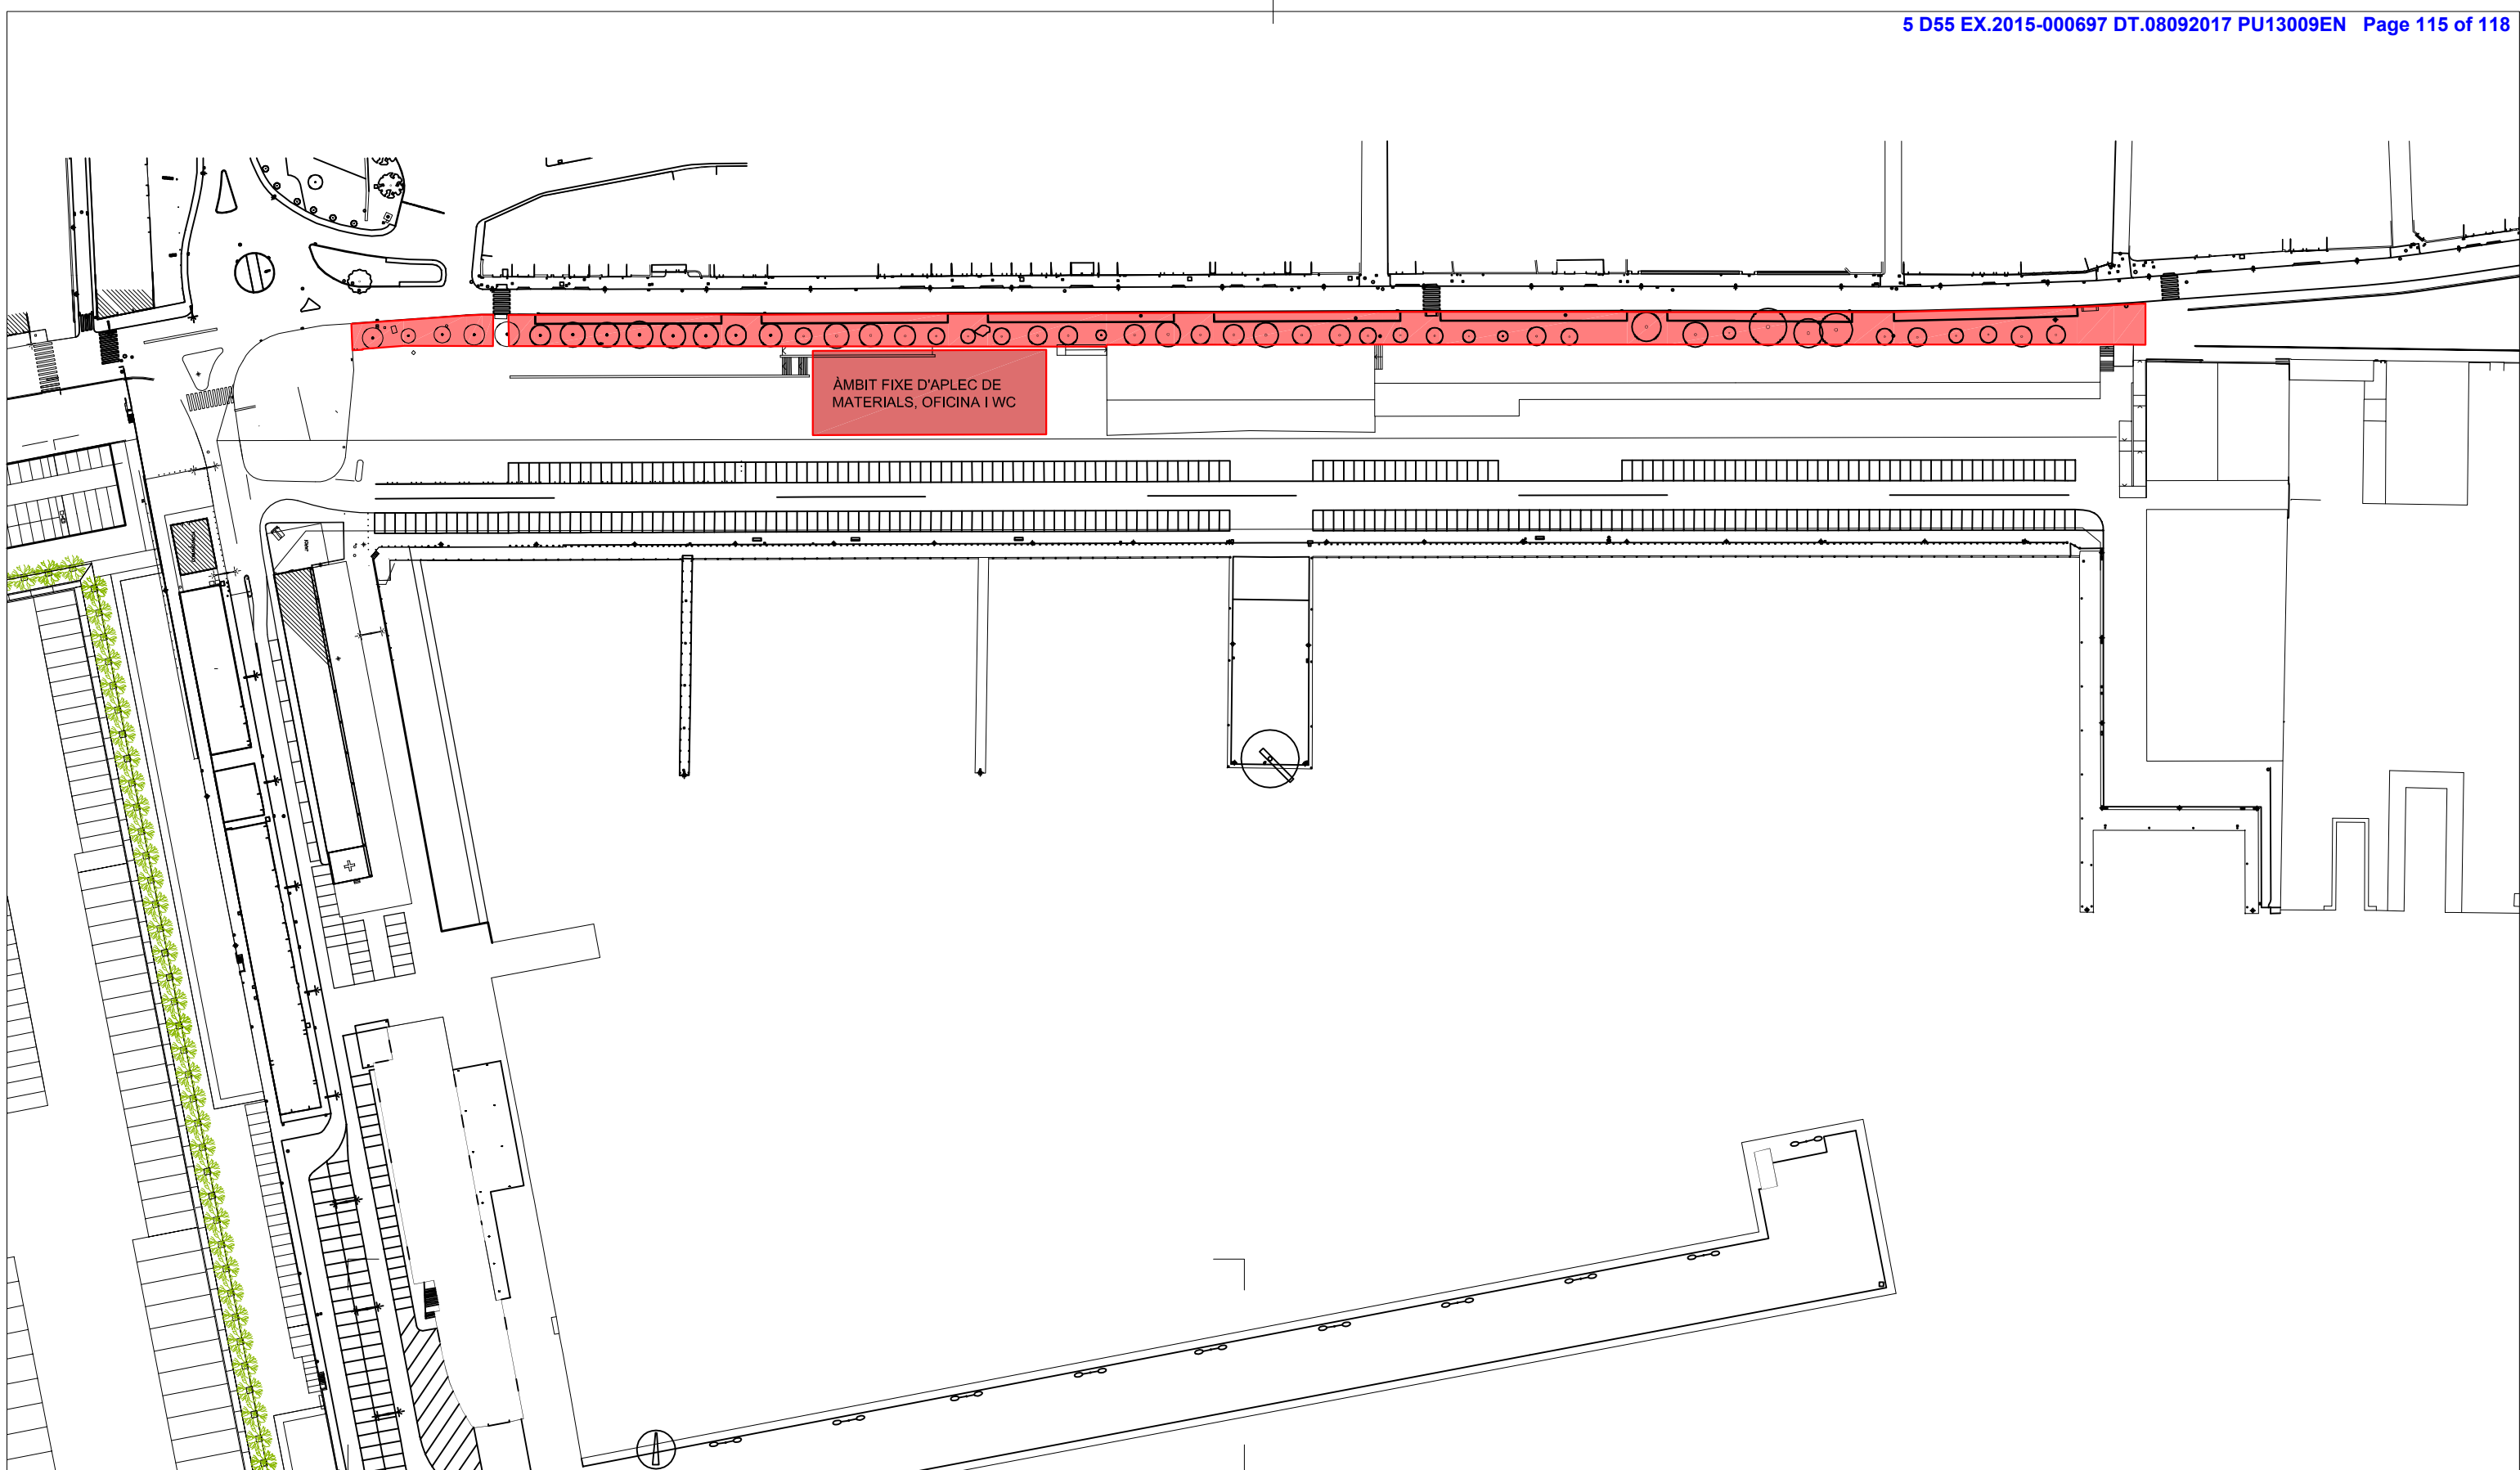 5 D55 EX.2015-000697 DT.08092017 PU13009EN Page 115 of 118
ÀMBIT FIXE D'APLEC DE
MATERIALS, OFICINA I WC